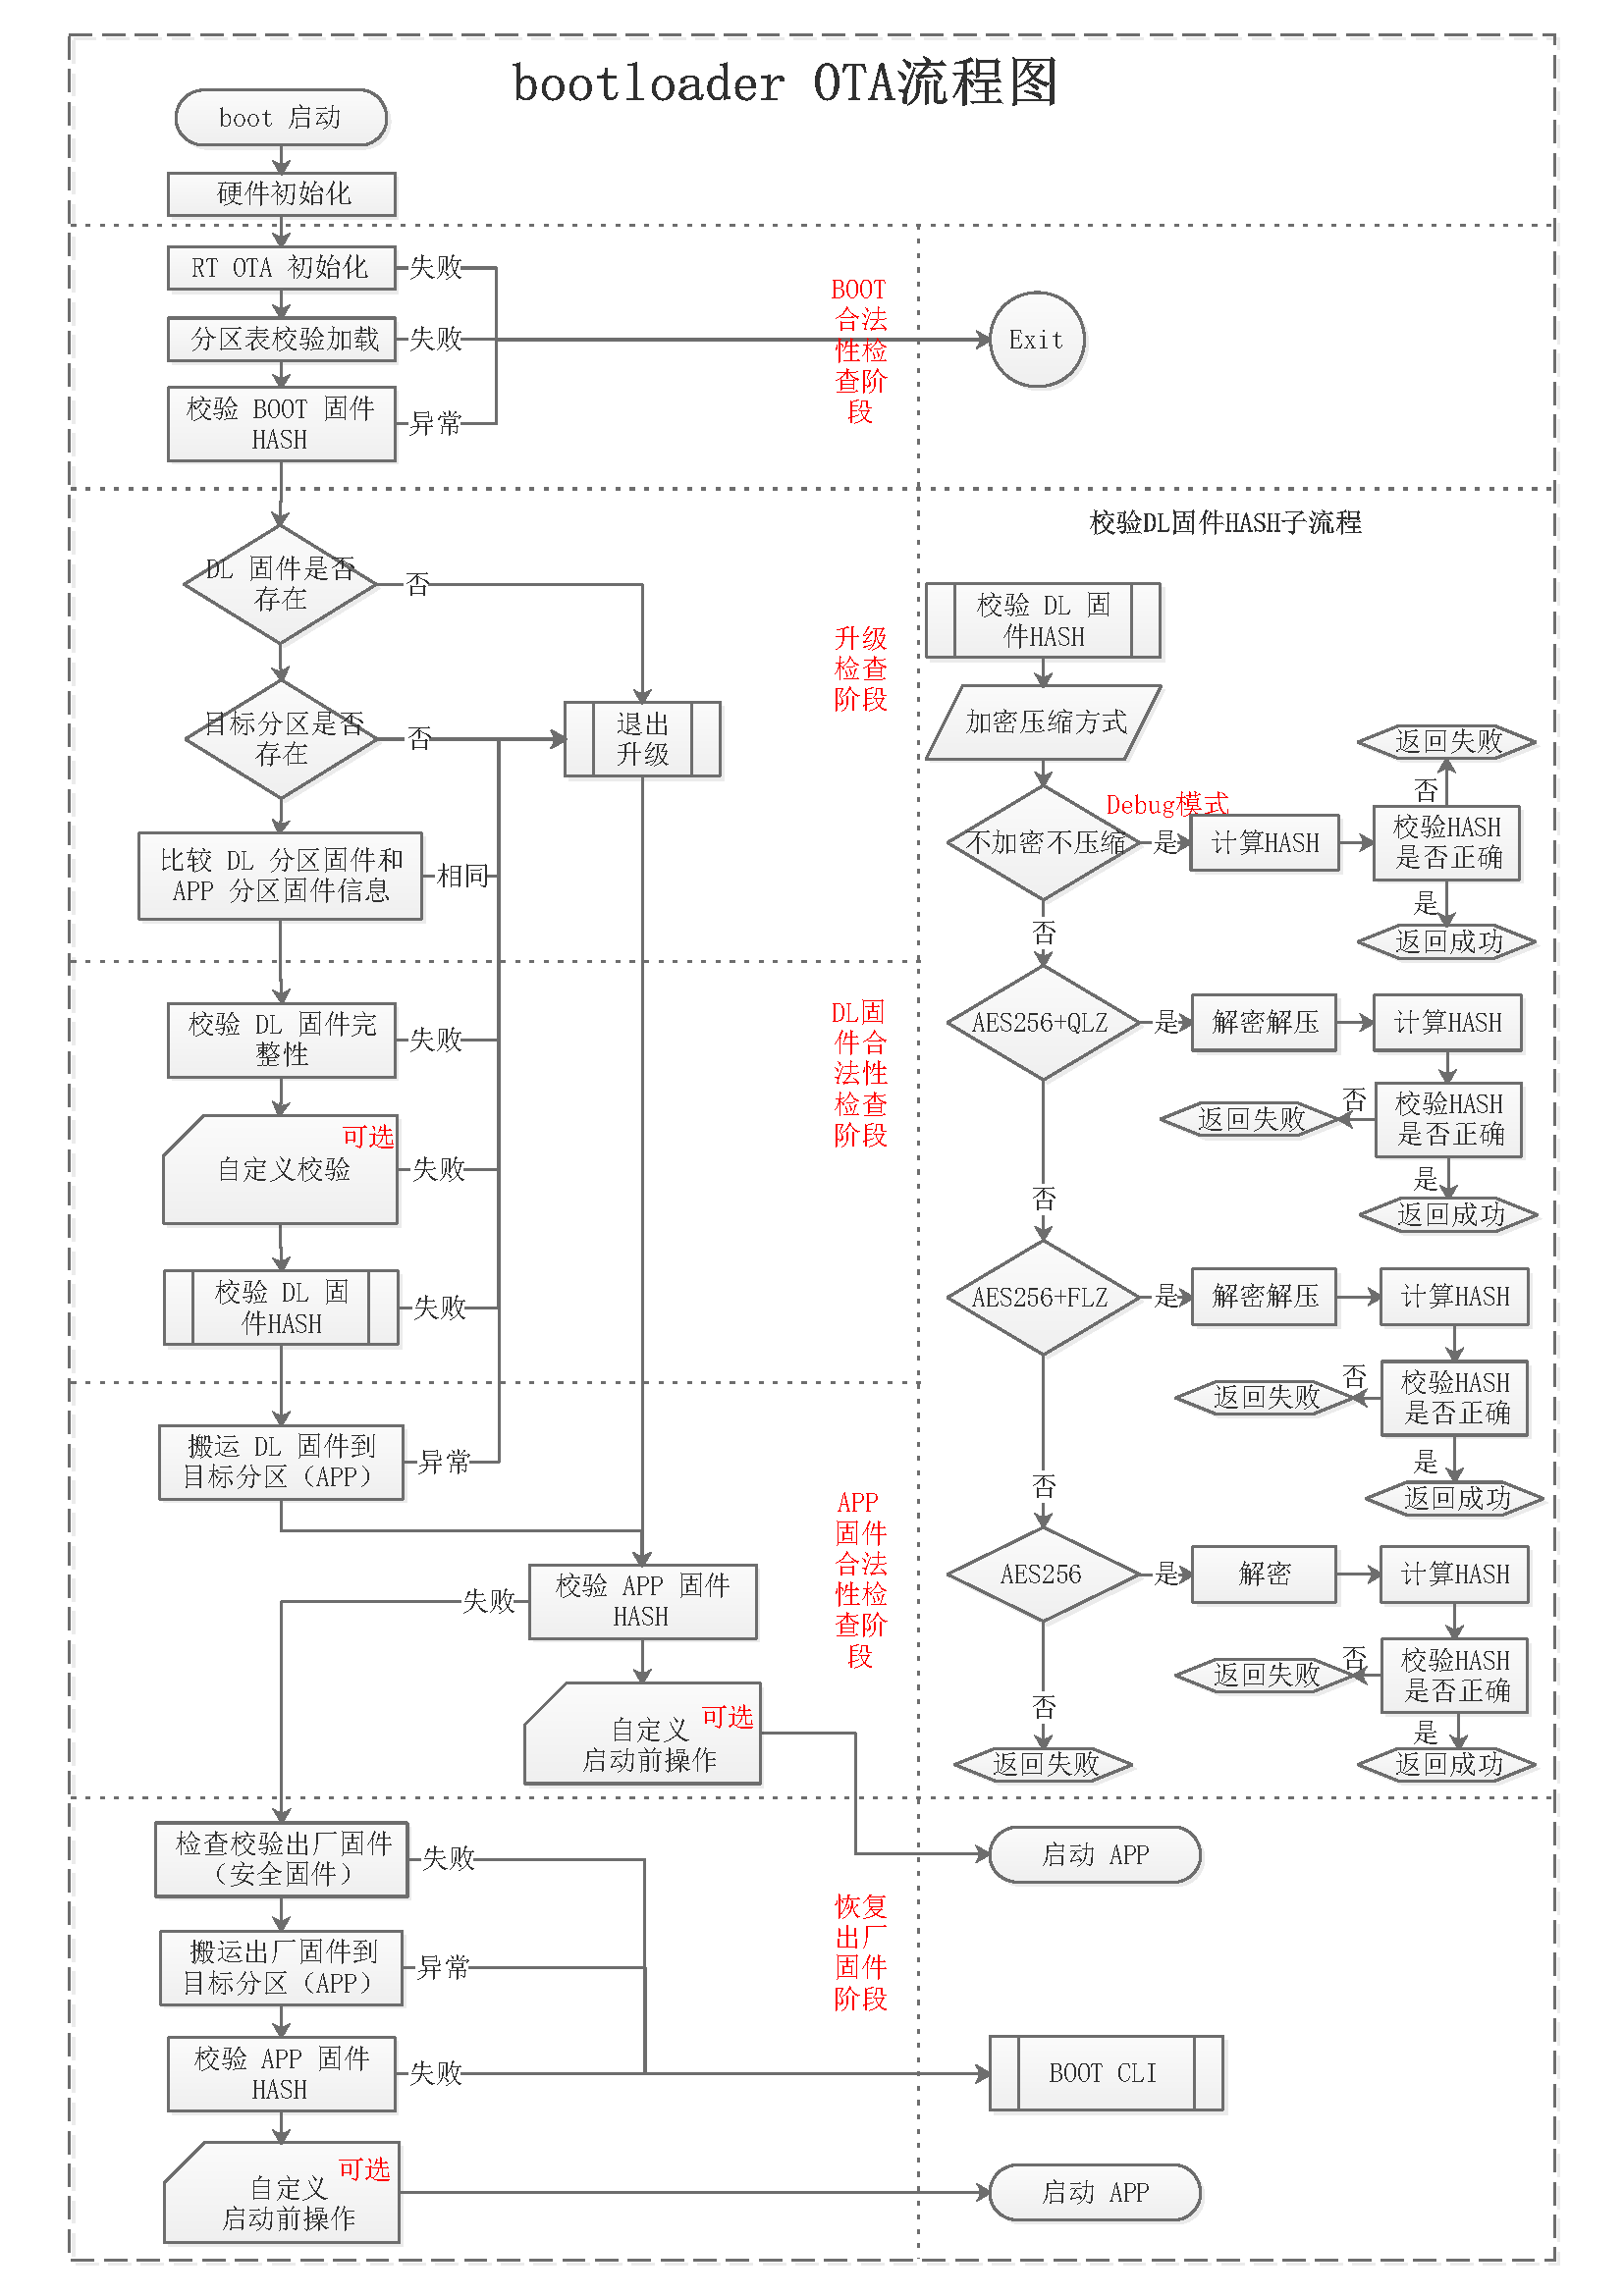 bootloader OTA流程图
boot 启动
硬件初始化
RT OTA 初始化
失败
分区表校验加载
失败
校验 BOOT 固件
HASH
异常
BOOT
合法
性检
查阶
段
Exit
DL 固件是否
存在
否
目标分区是否
存在
否
退出
升级
比较 DL 分区固件和
APP 分区固件信息
相同
升级
检查
阶段
校验 DL 固件完
整性
失败
可选
自定义校验
失败
校验 DL 固
件HASH
失败
DL固
件合
法性
检查
阶段
搬运 DL 固件到
目标分区（APP）
异常
校验 APP 固件
HASH
失败
可选
自定义
启动前操作
APP
固件
合法
性检
查阶
段
校验DL固件HASH子流程
校验 DL 固
件HASH
加密压缩方式
Debug模式
不加密不压缩
是
计算HASH
校验HASH
是否正确
否
返回失败
是
返回成功
否
AES256+QLZ
是
解密解压
计算HASH
校验HASH
是否正确
否
返回失败
是
返回成功
否
AES256+FLZ
是
解密解压
计算HASH
校验HASH
是否正确
否
返回失败
是
返回成功
否
AES256
是
解密
计算HASH
校验HASH
是否正确
否
返回失败
是
返回成功
否
返回失败
检查校验出厂固件
（安全固件）
失败
搬运出厂固件到
目标分区（APP）
异常
校验 APP 固件
HASH
失败
可选
自定义
启动前操作
恢复
出厂
固件
阶段
启动 APP
BOOT CLI
启动 APP